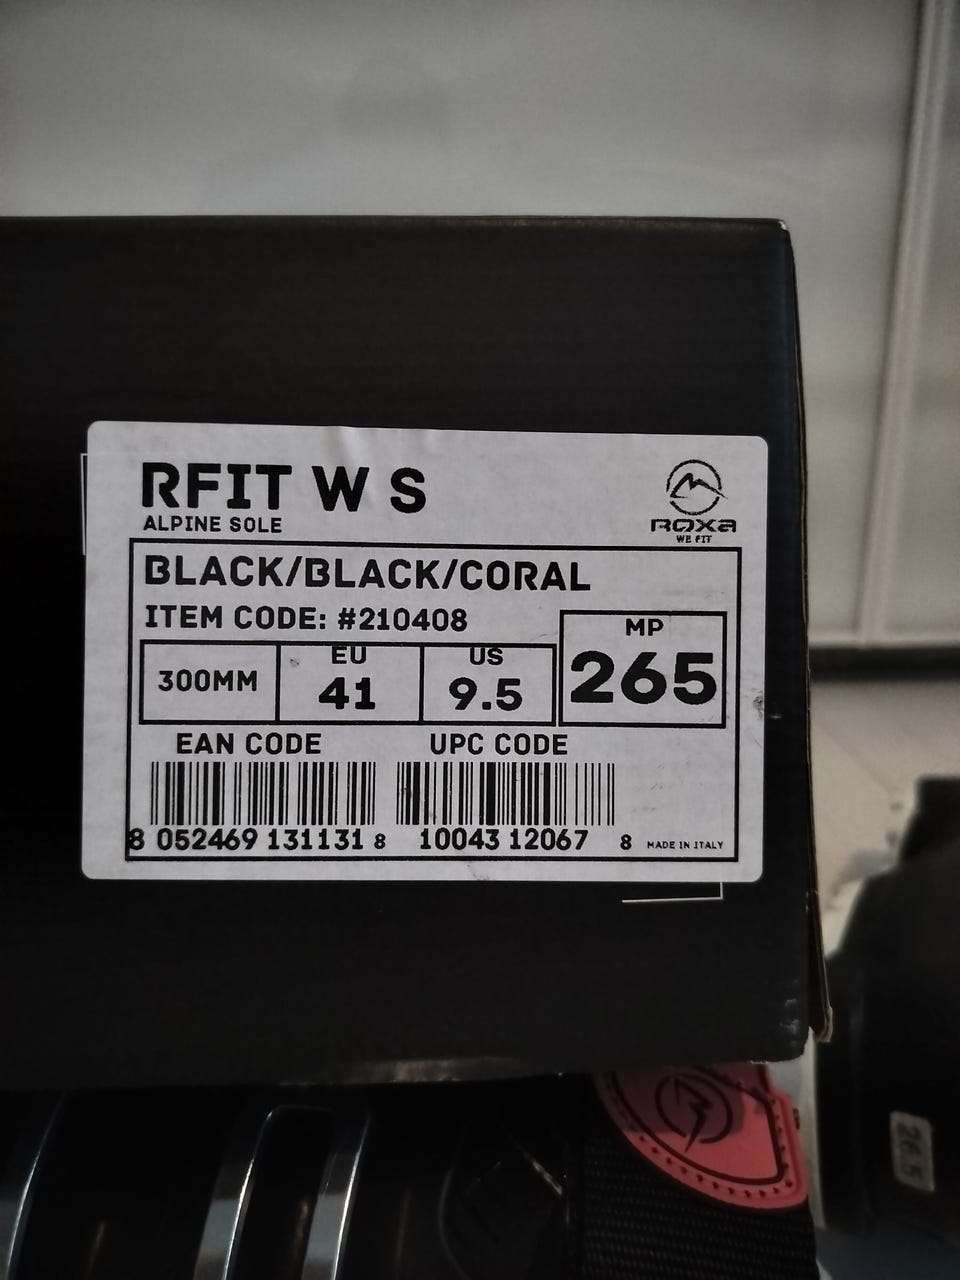 RFIT W S
ALPINE SOLE
ROXA
WE FIT
BLACK/BLACK/CORAL
ITEM CODE: #210408
MP
265
300MM
EU
41
US
9.5
EAN CODE
UPC CODE
8 052469 131131
8 10043 12067 8
MADE IN ITALY
26.5